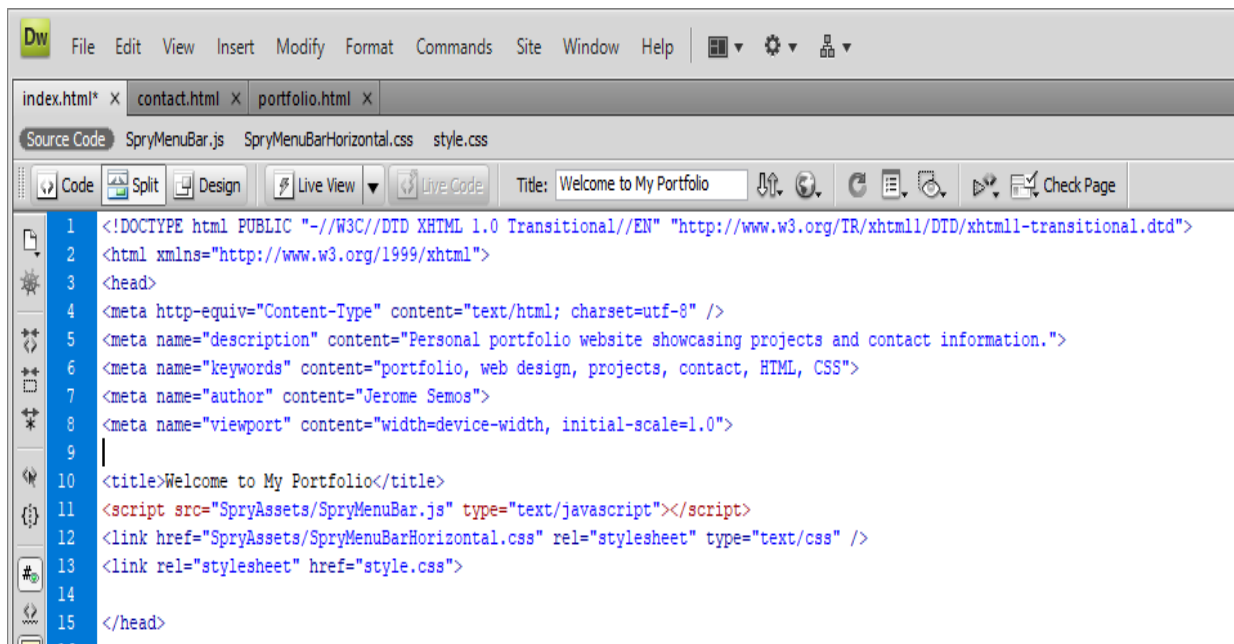 Dw File Edit View Insert Modify Format Commands Site Window Help
index.html* X contact.html X portfolio.html X
Source Code SpryMenuBar.js SpryMenuBarHorizontal.css style.css
Code Split Design Live View Live Code Title: Welcome to My Portfolio Check Page
1 <!DOCTYPE html PUBLIC "-//W3C//DTD XHTML 1.0 Transitional//EN" "http://www.w3.org/TR/xhtml1/DTD/xhtml1-transitional.dtd">
2 <html xmlns="http://www.w3.org/1999/xhtml">
3 <head>
4 <meta http-equiv="Content-Type" content="text/html; charset=utf-8" />
5 <meta name="description" content="Personal portfolio website showcasing projects and contact information.">
6 <meta name="keywords" content="portfolio, web design, projects, contact, HTML, CSS">
7 <meta name="author" content="Jerome Semos">
8 <meta name="viewport" content="width=device-width, initial-scale=1.0">
9
10 <title>Welcome to My Portfolio</title>
11 <script src="SpryAssets/SpryMenuBar.js" type="text/javascript"></script>
12 <link href="SpryAssets/SpryMenuBarHorizontal.css" rel="stylesheet" type="text/css" />
13 <link rel="stylesheet" href="style.css">
14
15 </head>